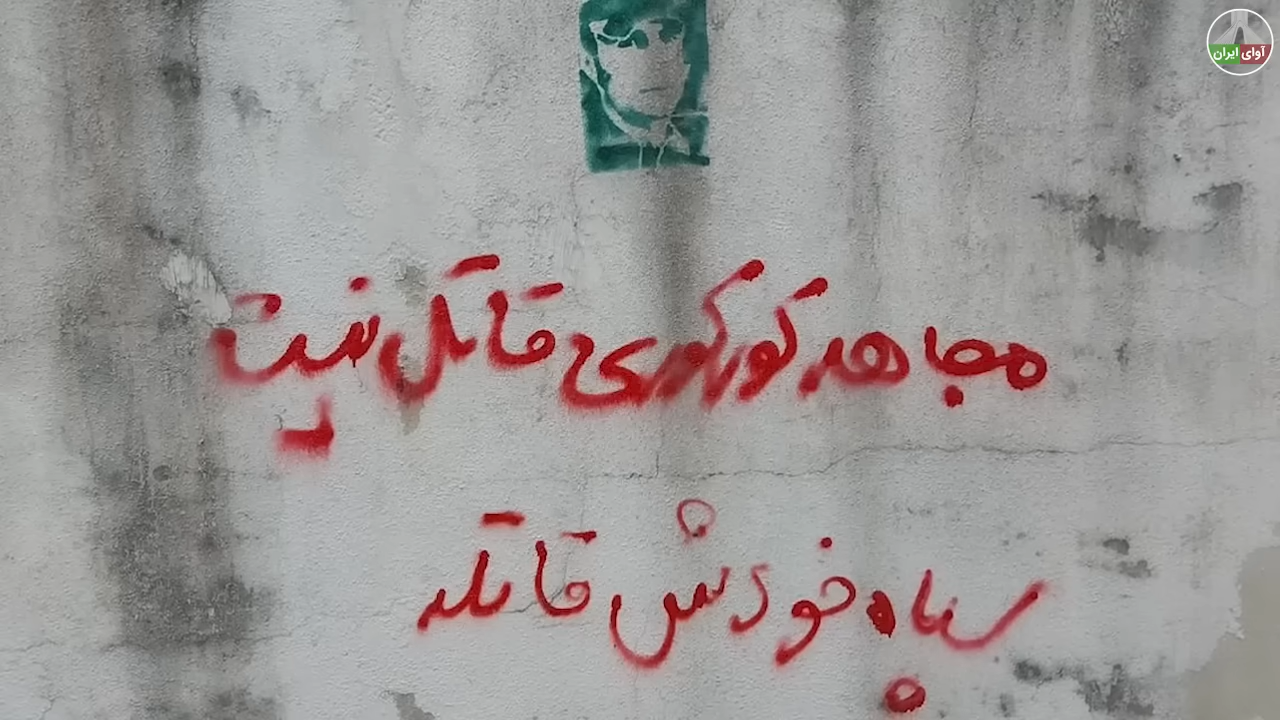 آوای ایران
مجاهد کورکوری قاتل نیست
سپاه خودش قاتله